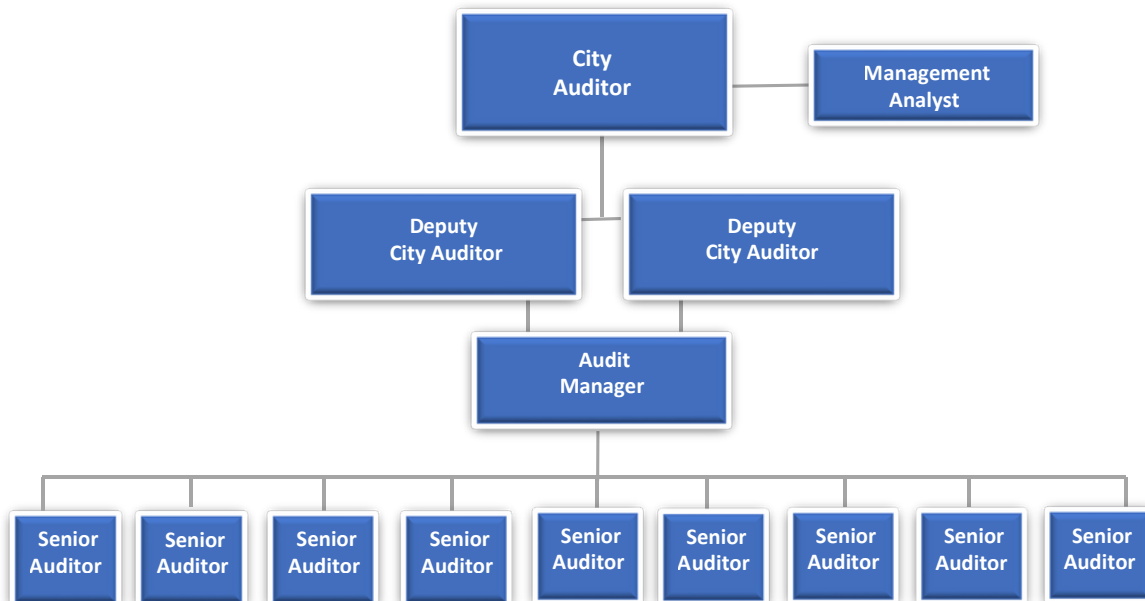 City
Auditor
Management
Analyst
Deputy
City Auditor
Deputy
City Auditor
Audit
Manager
Senior
Auditor
Senior
Auditor
Senior
Auditor
Senior
Auditor
Senior
Auditor
Senior
Auditor
Senior
Auditor
Senior
Auditor
Senior
Auditor